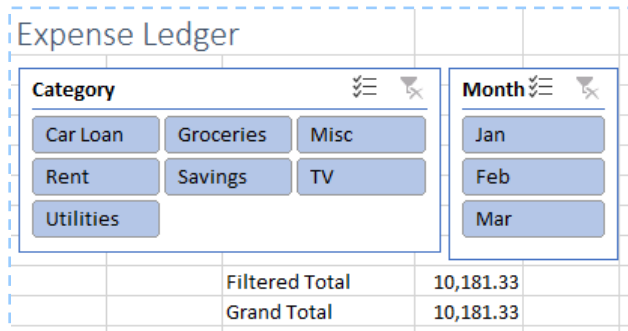 Expense Ledger
Category
Month
Car Loan Groceries Misc
Jan
Rent Savings TV
Feb
Utilities
Mar
Filtered Total 10,181.33
Grand Total 10,181.33